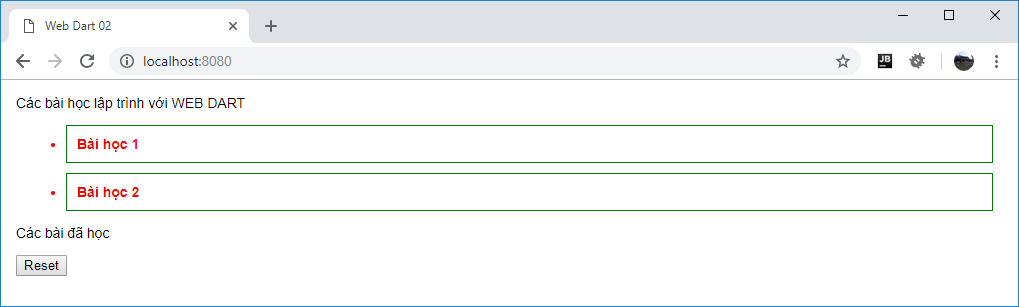 Web Dart 02
localhost:8080
JB
Các bài học lập trình với WEB DART
Bài học 1
Bài học 2
Các bài đã học
Reset